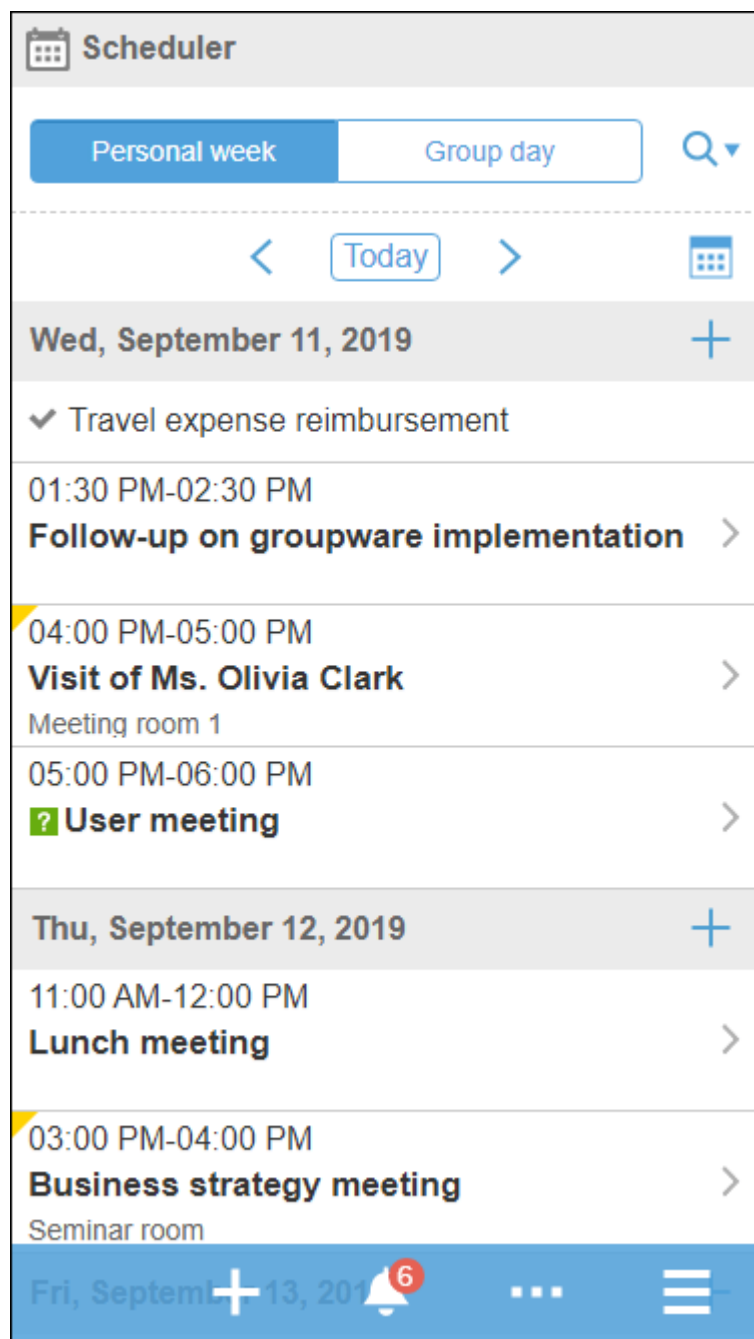 Scheduler
Personal week
Group day
Today
Wed, September 11, 2019
Travel expense reimbursement
01:30 PM-02:30 PM
Follow-up on groupware implementation
04:00 PM-05:00 PM
Visit of Ms. Olivia Clark
Meeting room 1
05:00 PM-06:00 PM
? User meeting
Thu, September 12, 2019
11:00 AM-12:00 PM
Lunch meeting
03:00 PM-04:00 PM
Business strategy meeting
Seminar room
6
Fri, 13,